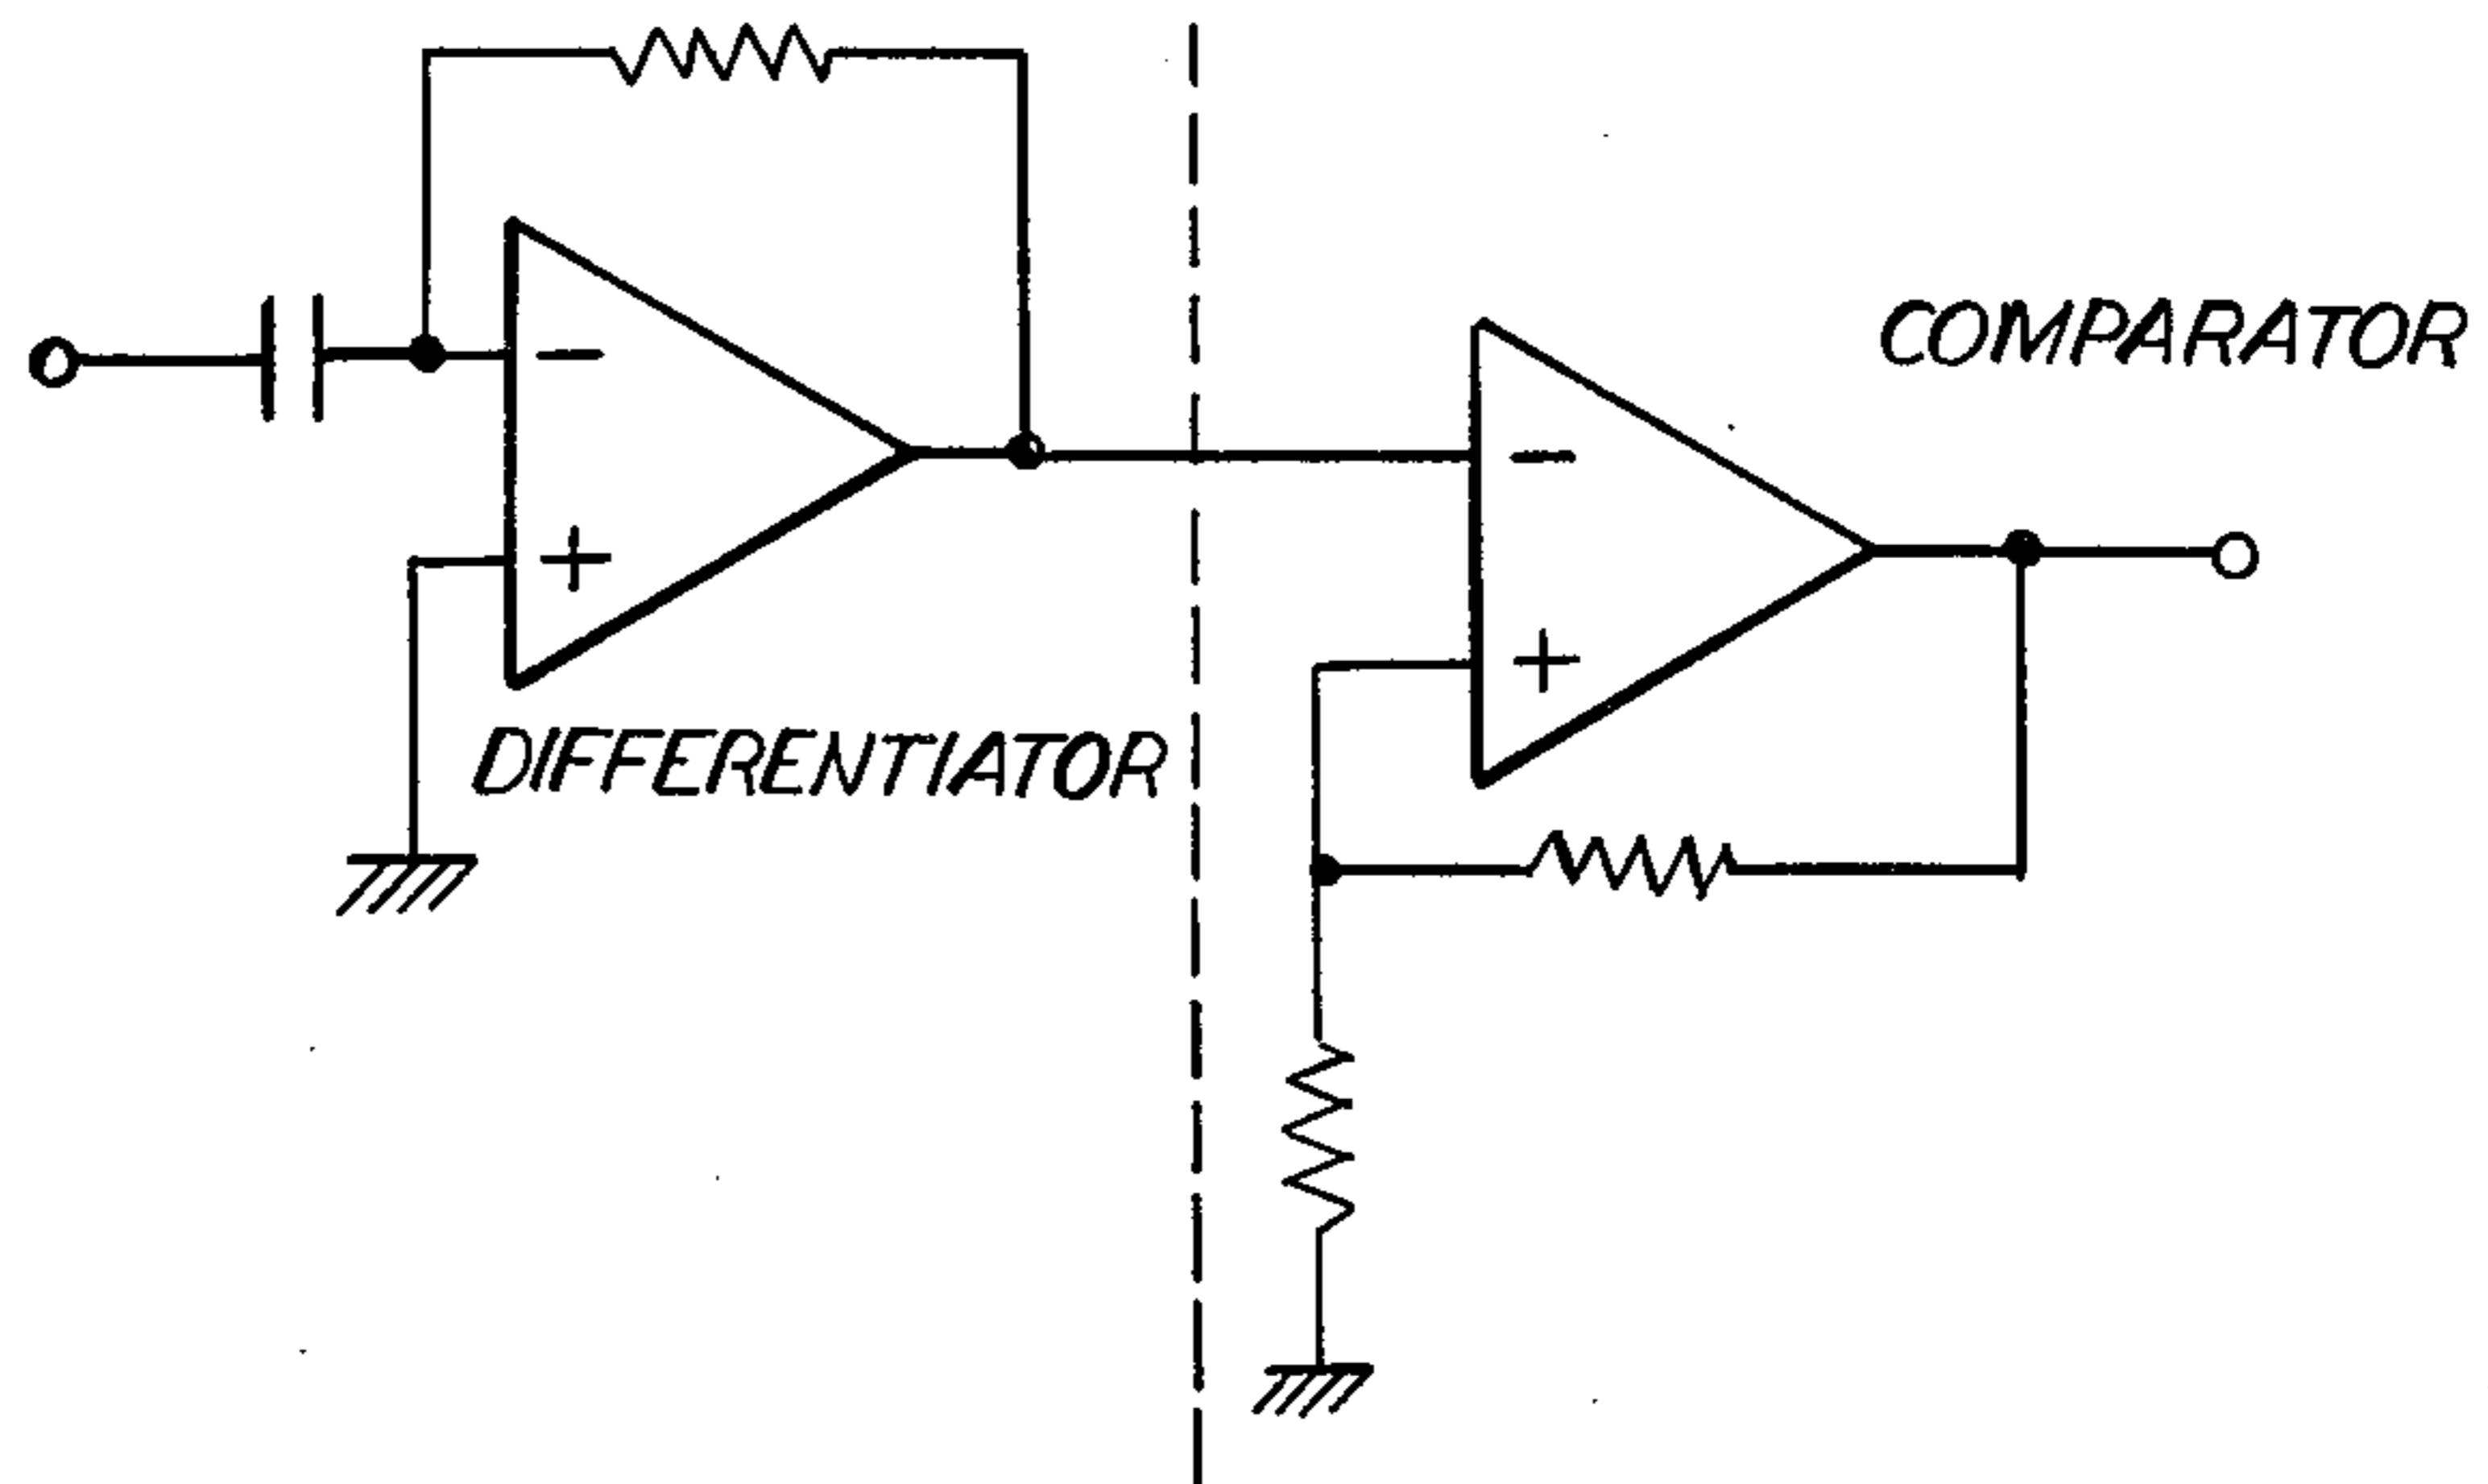 COMPARATOR
−
+
−
+
DIFFERENTIATOR